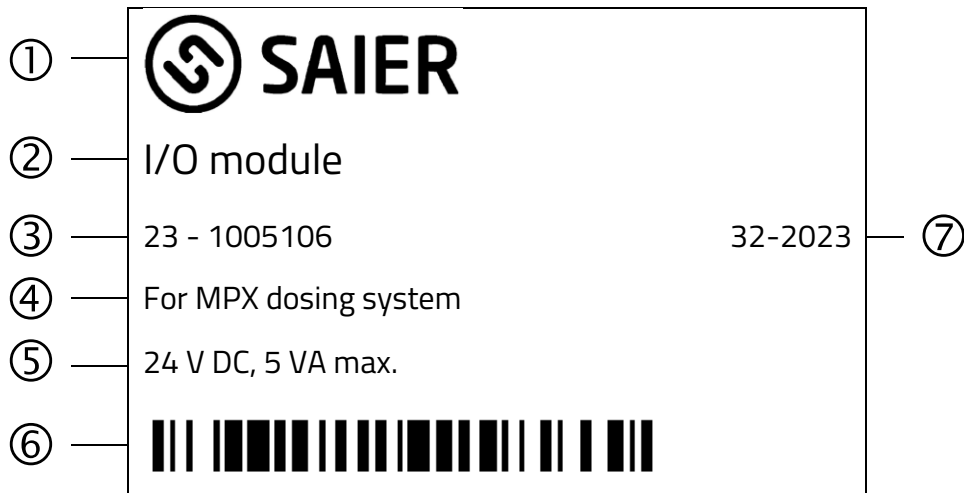 ① SAIER
② I/O module
③ 23 - 1005106 32-2023 ⑦
④ For MPX dosing system
⑤ 24 V DC, 5 VA max.
⑥